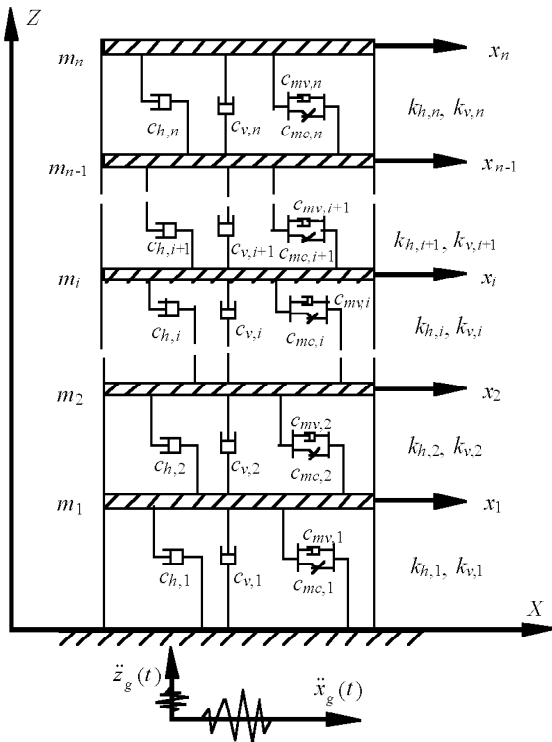 Z
m_n x_n
c_{mv,n}
c_{h,n} c_{v,n} c_{mc,n} k_{h,n}, k_{v,n}
m_{n-1} x_{n-1}
c_{mv,i+1}
c_{h,i+1} c_{v,i+1} c_{mc,i+1} k_{h,i+1}, k_{v,i+1}
m_i x_i
c_{mv,i}
c_{h,i} c_{v,i} c_{mc,i} k_{h,i}, k_{v,i}
m_2 x_2
c_{mv,2}
c_{h,2} c_{v,2} c_{mc,2} k_{h,2}, k_{v,2}
m_1 x_1
c_{mv,1}
c_{h,1} c_{v,1} c_{mc,1} k_{h,1}, k_{v,1}
X
z̈_g(t) ẍ_g(t)